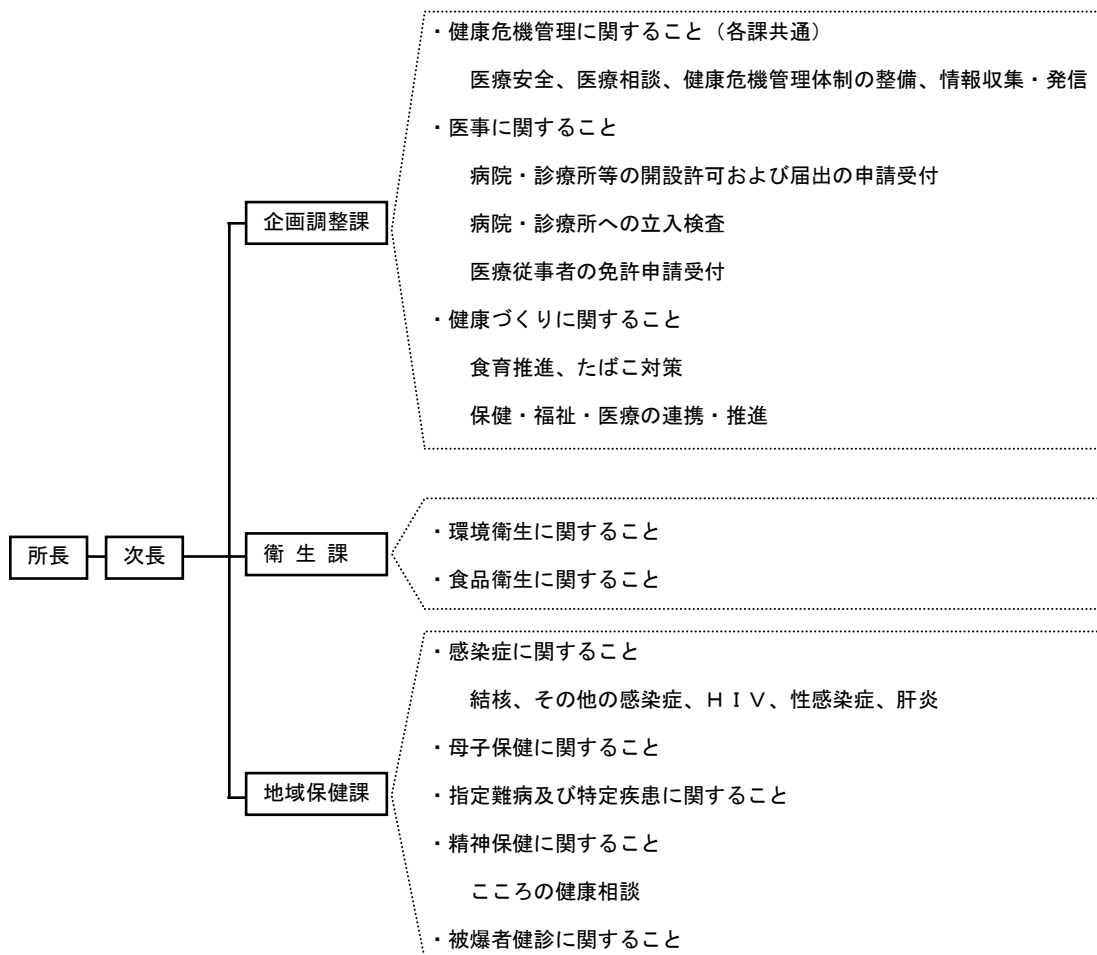 ・健康危機管理に関すること（各課共通）
医療安全、医療相談、健康危機管理体制の整備、情報収集・発信
・医事に関すること
病院・診療所等の開設許可および届出の申請受付
企画調整課
病院・診療所への立入検査
医療従事者の免許申請受付
・健康づくりに関すること
食育推進、たばこ対策
保健・福祉・医療の連携・推進
所長
次長
衛 生 課
・環境衛生に関すること
・食品衛生に関すること
・感染症に関すること
結核、その他の感染症、ＨＩＶ、性感染症、肝炎
・母子保健に関すること
地域保健課
・指定難病及び特定疾患に関すること
・精神保健に関すること
こころの健康相談
・被爆者健診に関すること